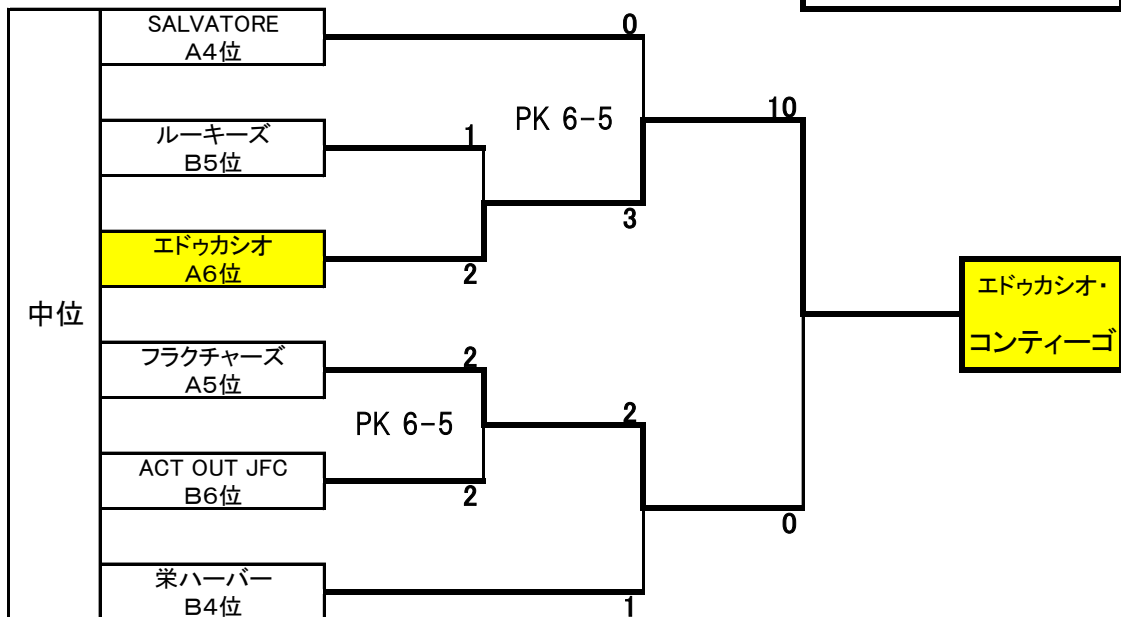 SALVATORE
A4位
0
PK 6-5
10
ルーキーズ
B5位
1
3
エドゥカシオ
A6位
2
中位
エドゥカシオ・
コンティーゴ
フラクチャーズ
A5位
2
PK 6-5
2
ACT OUT JFC
B6位
2
0
栄ハーバー
B4位
1